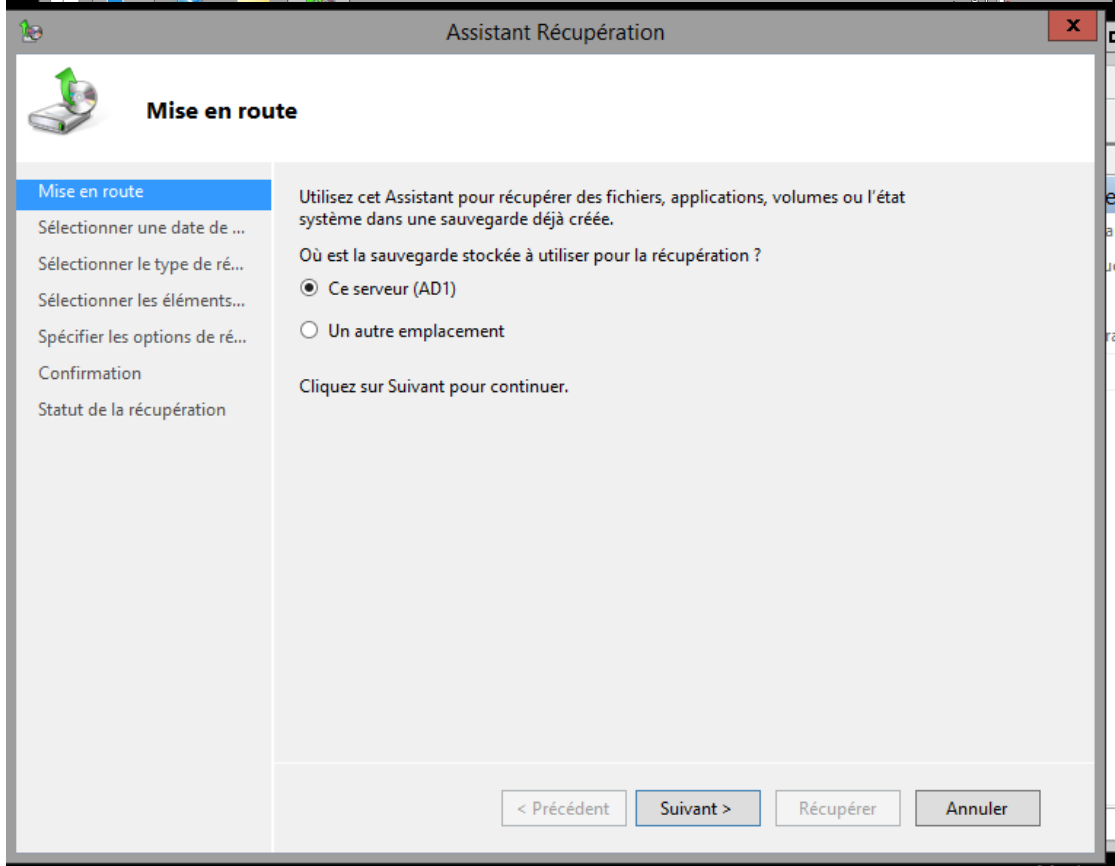 Assistant Récupération
x
Mise en route
Mise en route
Sélectionner une date de ...
Sélectionner le type de ré...
Sélectionner les éléments...
Spécifier les options de ré...
Confirmation
Statut de la récupération
Utilisez cet Assistant pour récupérer des fichiers, applications, volumes ou l'état
système dans une sauvegarde déjà créée.
Où est la sauvegarde stockée à utiliser pour la récupération ?
Ce serveur (AD1)
Un autre emplacement
Cliquez sur Suivant pour continuer.
< Précédent
Suivant >
Récupérer
Annuler